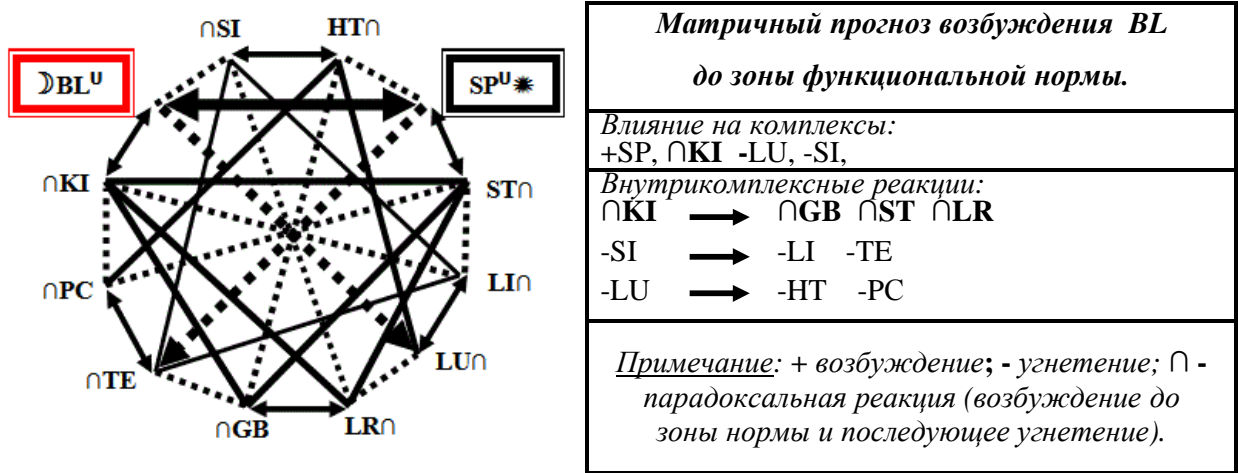 ∩SI HT∩
☽BLᵁ SPᵁ✷
∩KI ST∩
∩PC LI∩
∩TE LU∩
∩GB LR∩
Матричный прогноз возбуждения BL
до зоны функциональной нормы.
Влияние на комплексы:
+SP, ∩KI -LU, -SI,
Внутрикомплексные реакции:
∩KI → ∩GB ∩ST ∩LR
-SI → -LI -TE
-LU → -HT -PC
Примечание: + возбуждение; - угнетение; ∩ -
парадоксальная реакция (возбуждение до
зоны нормы и последующее угнетение).